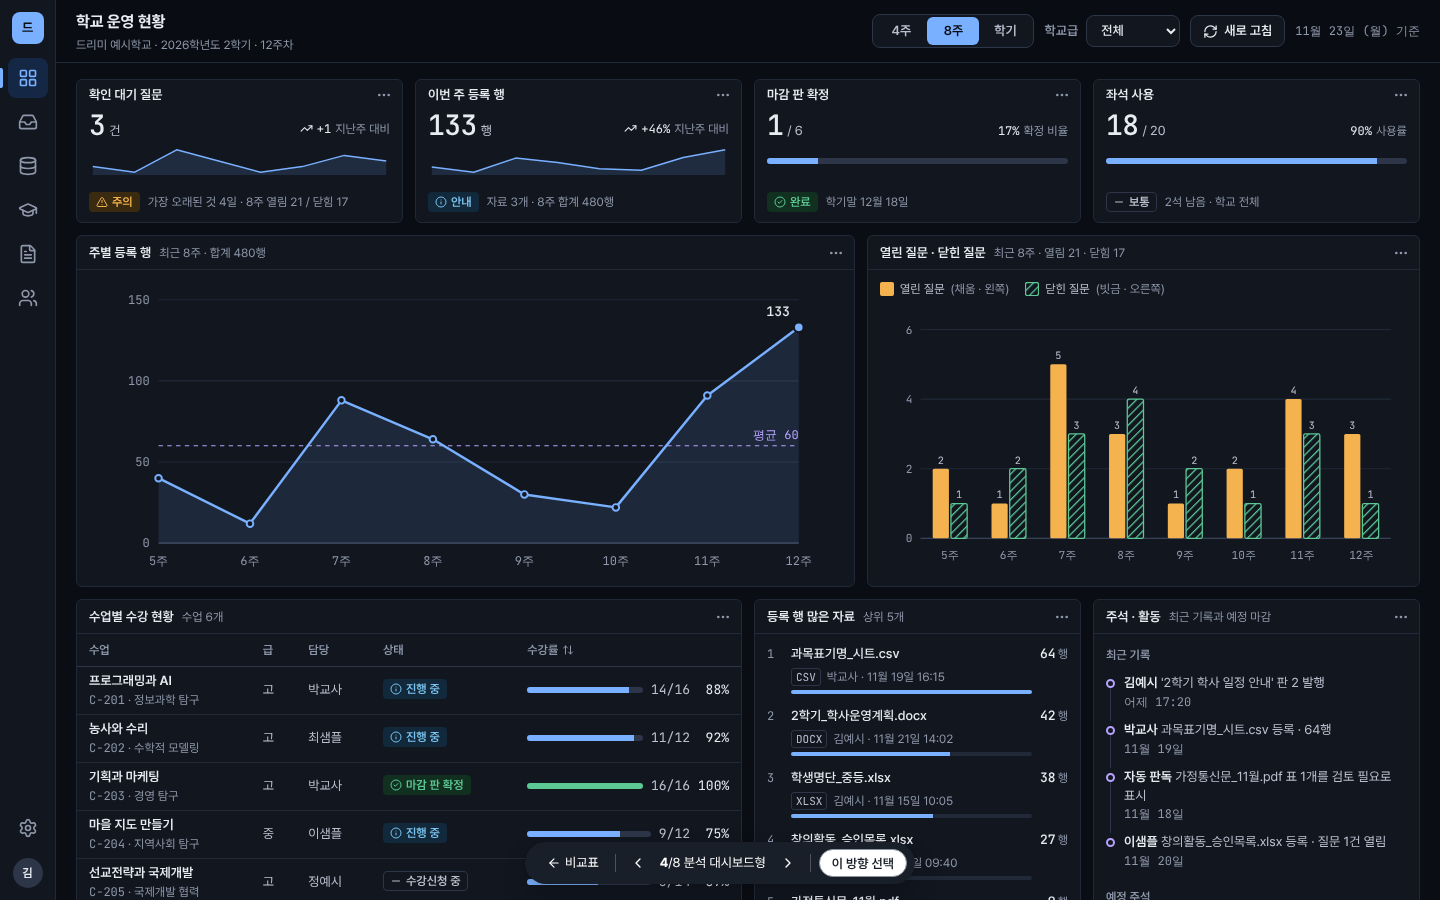 드
학교 운영 현황
드리미 예시학교 · 2026학년도 2학기 · 12주차
4주
8주
학기
학교급
전체
새로 고침
11월 23일 (월) 기준
확인 대기 질문
3 건
+1 지난주 대비
주의
가장 오래된 것 4일 · 8주 열림 21 / 닫힘 17
이번 주 등록 행
133 행
+46% 지난주 대비
안내
자료 3개 · 8주 합계 480행
마감 판 확정
1 / 6
17% 확정 비율
완료
학기말 12월 18일
좌석 사용
18 / 20
90% 사용률
보통
2석 남음 · 학교 전체
주별 등록 행 최근 8주 · 합계 480행
150
100
50
0
133
평균 60
5주
6주
7주
8주
9주
10주
11주
12주
열린 질문 · 닫힌 질문 최근 8주 · 열림 21 · 닫힘 17
열린 질문 (채움 · 왼쪽)
닫힌 질문 (빗금 · 오른쪽)
6
4
2
0
2
1
1
2
5
3
3
4
1
2
2
1
4
3
3
1
5주
6주
7주
8주
9주
10주
11주
12주
수업별 수강 현황 수업 6개
수업
급
담당
상태
수강률
프로그래밍과 AI
C-201 · 정보과학 탐구
고
박교사
진행 중
14/16
88%
농사와 수리
C-202 · 수학적 모델링
고
최샘플
진행 중
11/12
92%
기획과 마케팅
C-203 · 경영 탐구
고
박교사
마감 판 확정
16/16
100%
마을 지도 만들기
C-204 · 지역사회 탐구
중
이샘플
진행 중
9/12
75%
선교전략과 국제개발
C-205 · 국제개발 협력
고
정예시
수강신청 중
등록 행 많은 자료 상위 5개
1
과목표기명_시트.csv
64 행
CSV
박교사 · 11월 19일 16:15
2
2학기_학사운영계획.docx
42 행
DOCX
김예시 · 11월 21일 14:02
3
학생명단_중등.xlsx
38 행
XLSX
김예시 · 11월 15일 10:05
4
창의활동_승인목록.xlsx
27 행
일 09:40
주석 · 활동 최근 기록과 예정 마감
최근 기록
김예시 '2학기 학사 일정 안내' 판 2 발행
어제 17:20
박교사 과목표기명_시트.csv 등록 · 64행
11월 19일
자동 판독 가정통신문_11월.pdf 표 1개를 검토 필요로
표시
11월 18일
이샘플 창의활동_승인목록.xlsx 등록 · 질문 1건 열림
11월 20일
예정 마감
비교표
4/8 분석 대시보드형
이 방향 선택
김